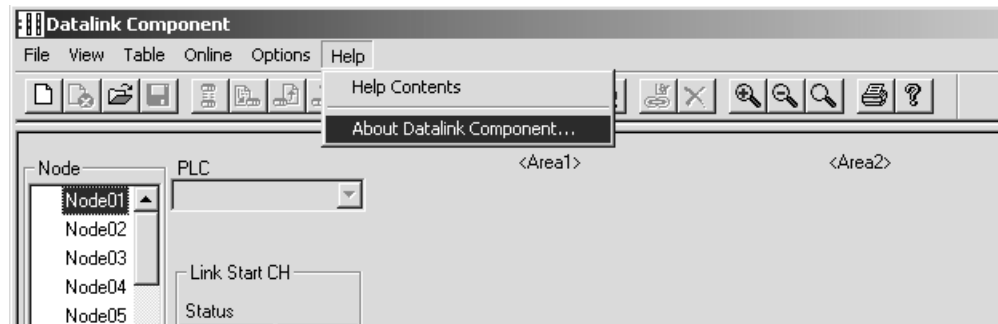 Datalink Component
File View Table Online Options Help
Help Contents
About Datalink Component...
<Area1> <Area2>
Node PLC
Node01
Node02
Node03
Node04 Link Start CH
Node05 Status